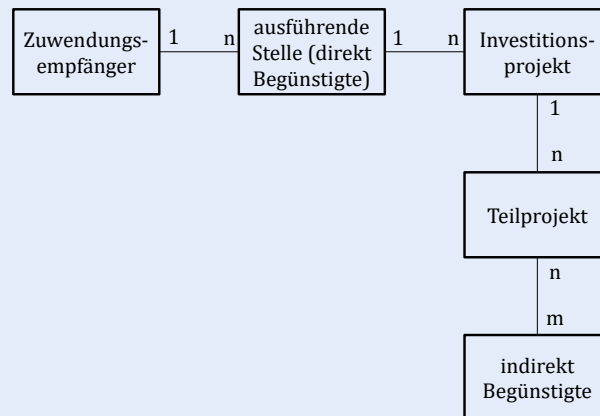 Zuwendungs-
empfänger
1
n
ausführende
Stelle (direkt
Begünstigte)
1
n
Investitions-
projekt
1
n
Teilprojekt
n
m
indirekt
Begünstigte